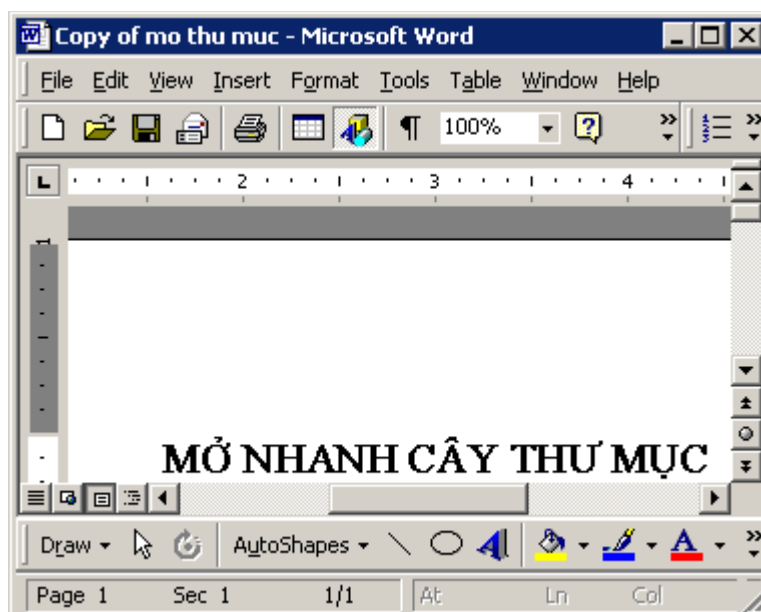 Copy of mo thu muc - Microsoft Word
File Edit View Insert Format Tools Table Window Help
100%
2 3 4
MỞ NHANH CÂY THƯ MỤC
Draw AutoShapes
Page 1 Sec 1 1/1 At Ln Col